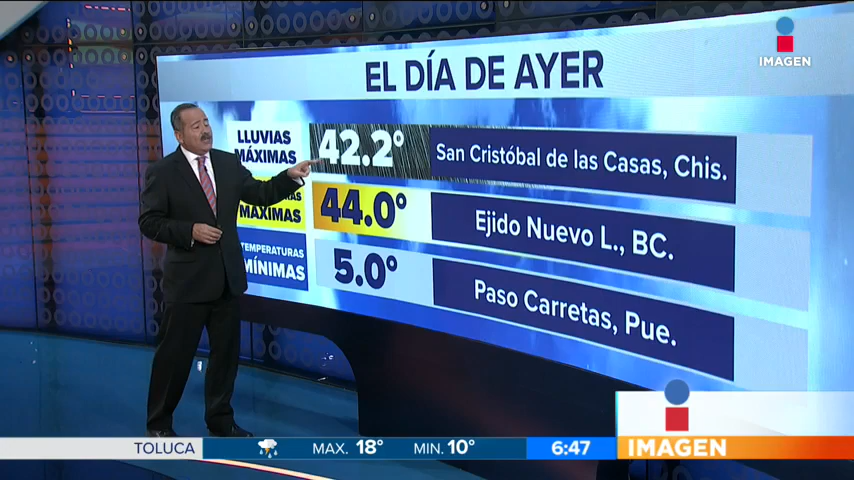 IMAGEN
EL DÍA DE AYER
LLUVIAS
MÁXIMAS
42.2°
San Cristóbal de las Casas, Chis.
MÁXIMAS
44.0°
Ejido Nuevo L., BC.
TEMPERATURAS
MÍNIMAS
5.0°
Paso Carretas, Pue.
TOLUCA MAX. 18° MIN. 10° 6:47 IMAGEN